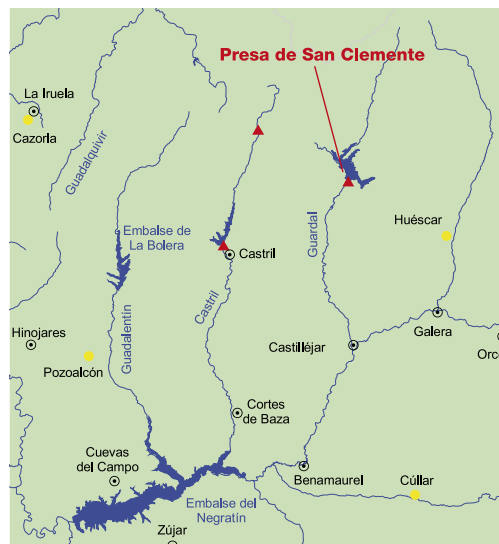 Presa de San Clemente
La Iruela
Cazorla
Guadalquivir
Huéscar
Embalse de
La Bolera
Castril
Guardal
Castril
Guadalentín
Galera
Hinojares
Castilléjar
Orce
Pozoalcón
Cortes
de Baza
Cuevas
del Campo
Benamaurel
Cúllar
Embalse del
Negratín
Zújar